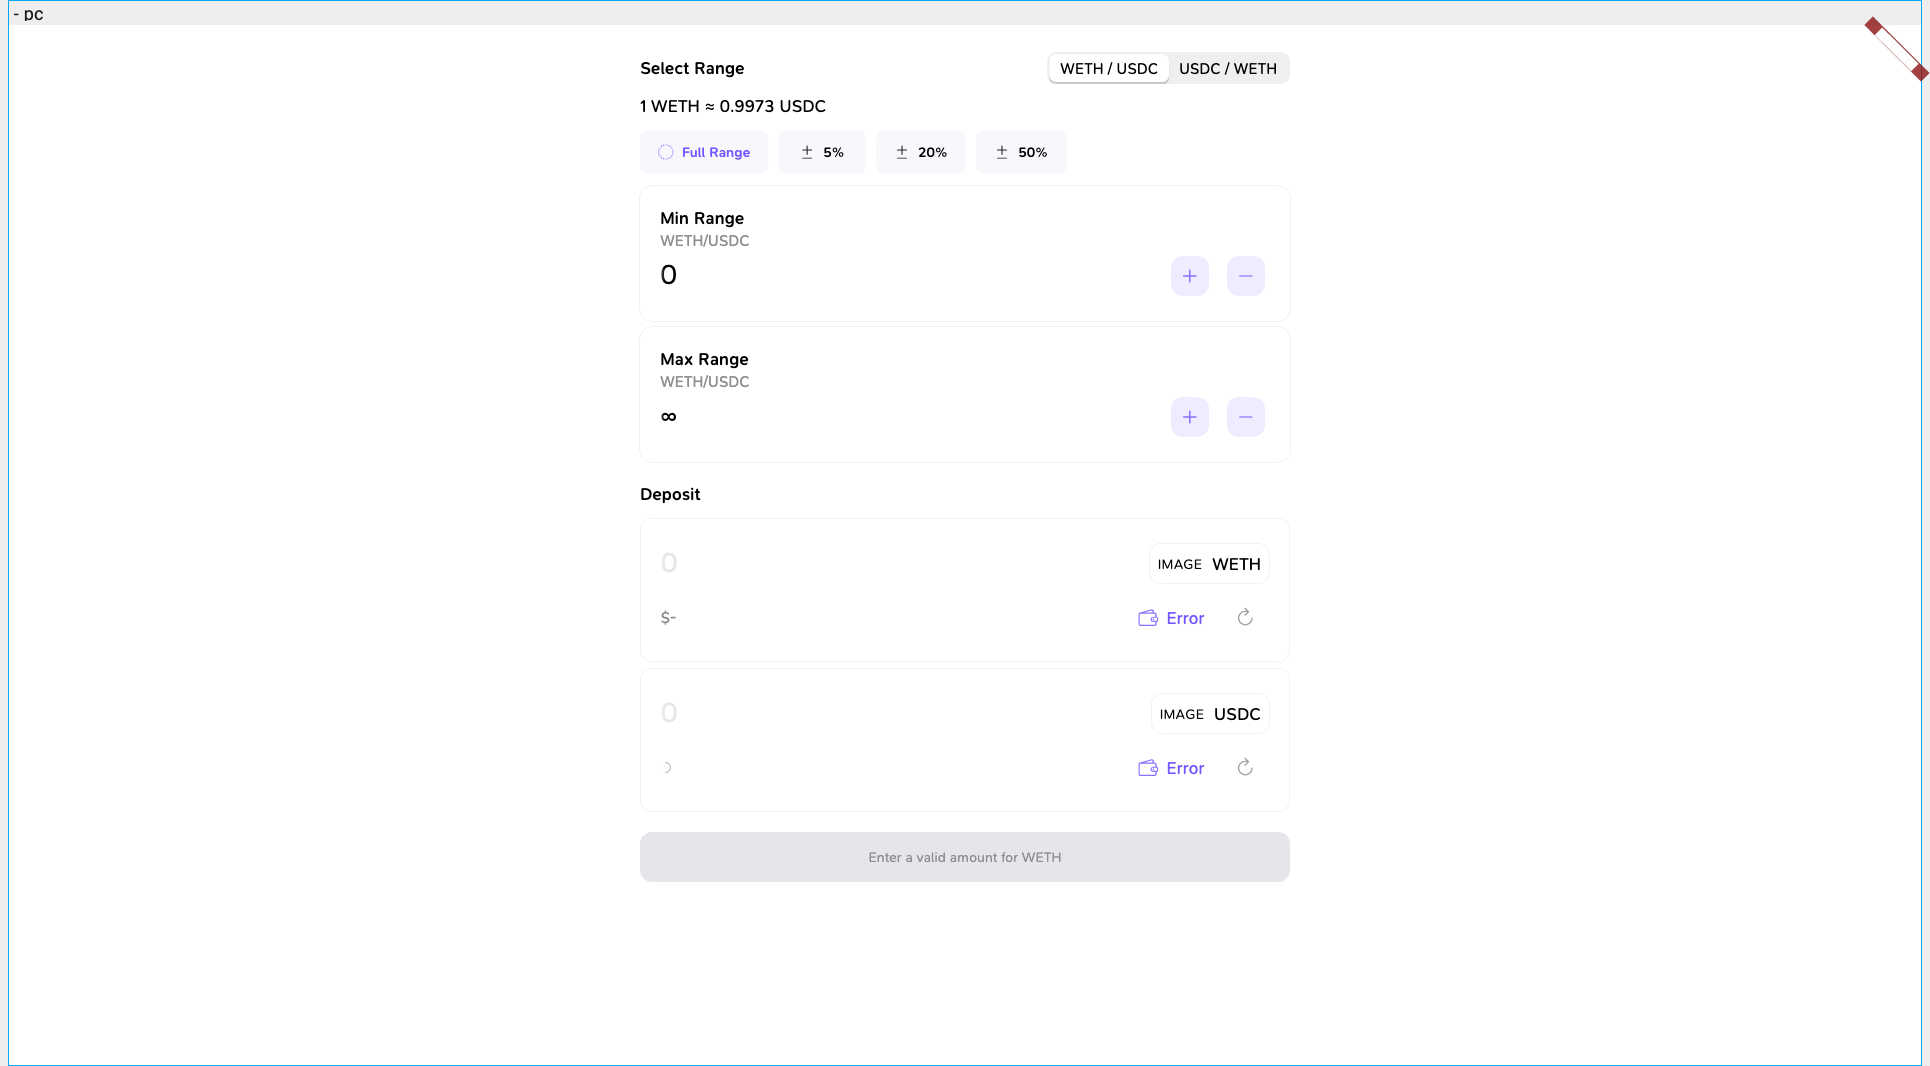 - pc
Select Range
WETH / USDC USDC / WETH
1 WETH ≈ 0.9973 USDC
Full Range ± 5% ± 20% ± 50%
Min Range
WETH/USDC
0
+ −
Max Range
WETH/USDC
∞
+ −
Deposit
0 IMAGE WETH
$- Error
0 IMAGE USDC
Error
Enter a valid amount for WETH